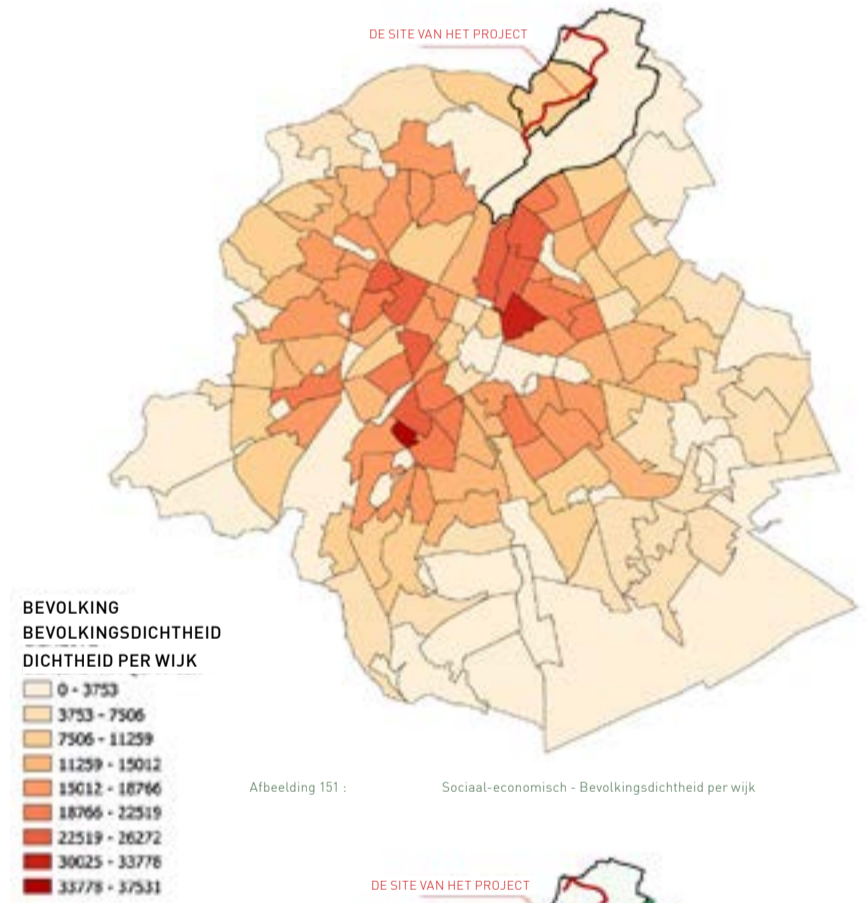 DE SITE VAN HET PROJECT
BEVOLKING
BEVOLKINGSDICHTHEID
DICHTHEID PER WIJK
0 - 3753
3753 - 7506
7506 - 11259
11259 - 15012
15012 - 18766
18766 - 22519
22519 - 26272
30025 - 33778
33778 - 37531
Afbeelding 151 : Sociaal-economisch - Bevolkingsdichtheid per wijk
DE SITE VAN HET PROJECT